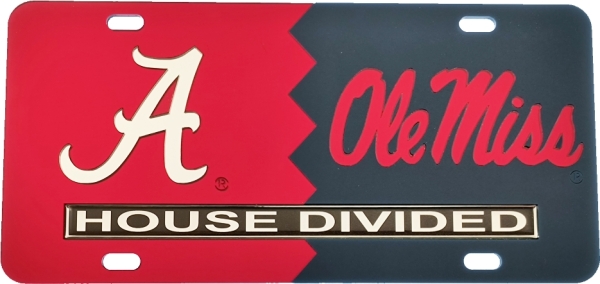 A ®
Ole Miss ®
HOUSE DIVIDED